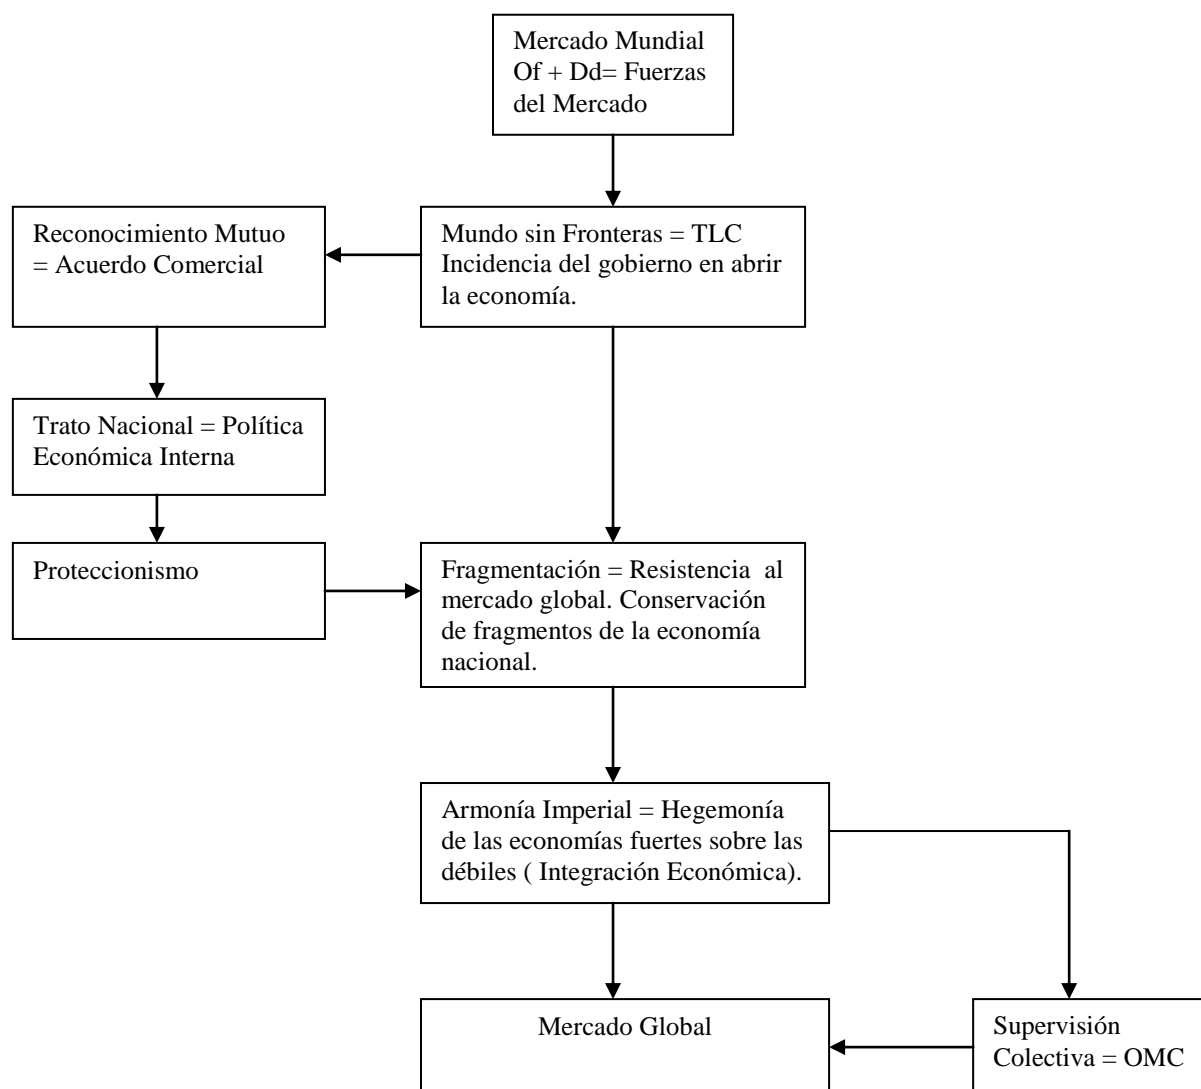 Mercado Mundial
Of + Dd= Fuerzas
del Mercado
Reconocimiento Mutuo
= Acuerdo Comercial
Mundo sin Fronteras = TLC
Incidencia del gobierno en abrir
la economía.
Trato Nacional = Política
Económica Interna
Proteccionismo
Fragmentación = Resistencia  al
mercado global. Conservación
de fragmentos de la economía
nacional.
Armonía Imperial = Hegemonía
de las economías fuertes sobre las
débiles ( Integración Económica).
Mercado Global
Supervisión
Colectiva = OMC